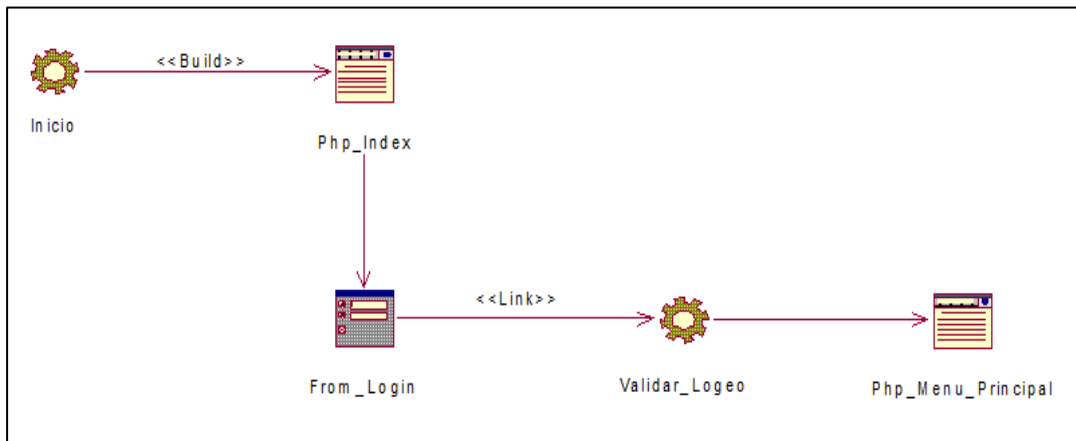 <<Build>>
Inicio
Php_Index
<<Link>>
From_Login
Validar_Logeo
Php_Menu_Principal